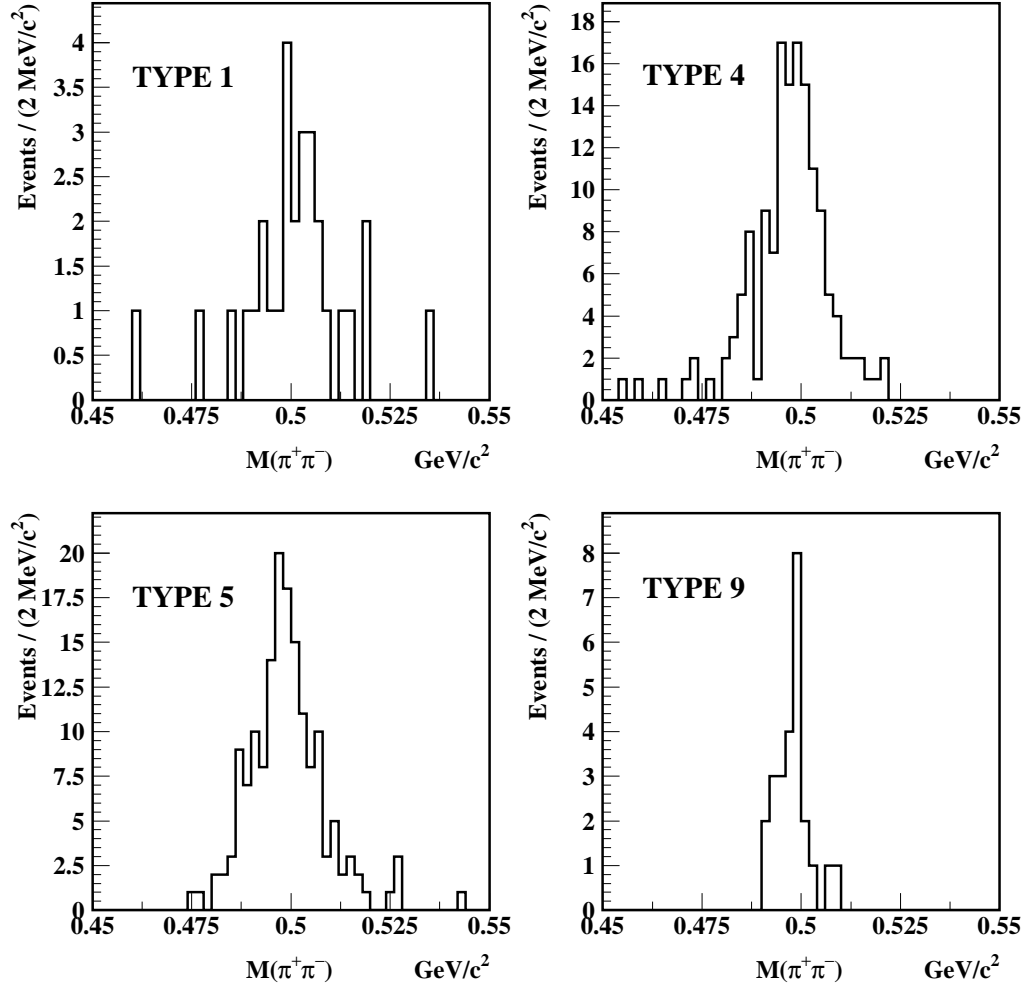 Events / (2 MeV/c²)
TYPE 1
4
3.5
3
2.5
2
1.5
1
0.5
0
0.45 0.475 0.5 0.525 0.55
M(π⁺π⁻) GeV/c²
Events / (2 MeV/c²)
TYPE 4
18
16
14
12
10
8
6
4
2
0
0.45 0.475 0.5 0.525 0.55
M(π⁺π⁻) GeV/c²
Events / (2 MeV/c²)
TYPE 5
20
17.5
15
12.5
10
7.5
5
2.5
0
0.45 0.475 0.5 0.525 0.55
M(π⁺π⁻) GeV/c²
Events / (2 MeV/c²)
TYPE 9
8
7
6
5
4
3
2
1
0
0.45 0.475 0.5 0.525 0.55
M(π⁺π⁻) GeV/c²